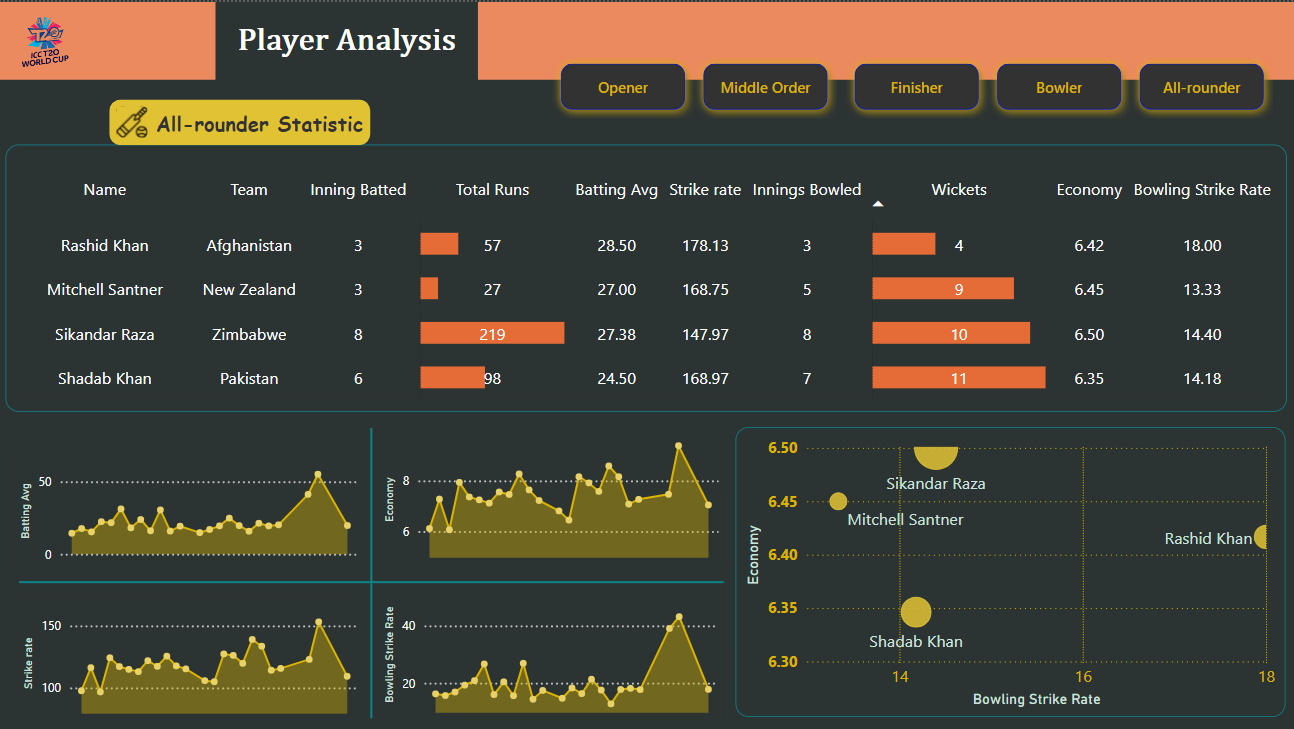 ICC T20
WORLD CUP
Player Analysis
Opener Middle Order Finisher Bowler All-rounder
All-rounder Statistic
Name Team Inning Batted Total Runs Batting Avg Strike rate Innings Bowled Wickets Economy Bowling Strike Rate
Rashid Khan Afghanistan 3 57 28.50 178.13 3 4 6.42 18.00
Mitchell Santner New Zealand 3 27 27.00 168.75 5 9 6.45 13.33
Sikandar Raza Zimbabwe 8 219 27.38 147.97 8 10 6.50 14.40
Shadab Khan Pakistan 6 98 24.50 168.97 7 11 6.35 14.18
Batting Avg
50
0
Economy
8
6
Strike rate
150
100
Bowling Strike Rate
40
20
Economy
6.50
6.45
6.40
6.35
6.30
Sikandar Raza
Mitchell Santner
Rashid Khan
Shadab Khan
14 16 18
Bowling Strike Rate